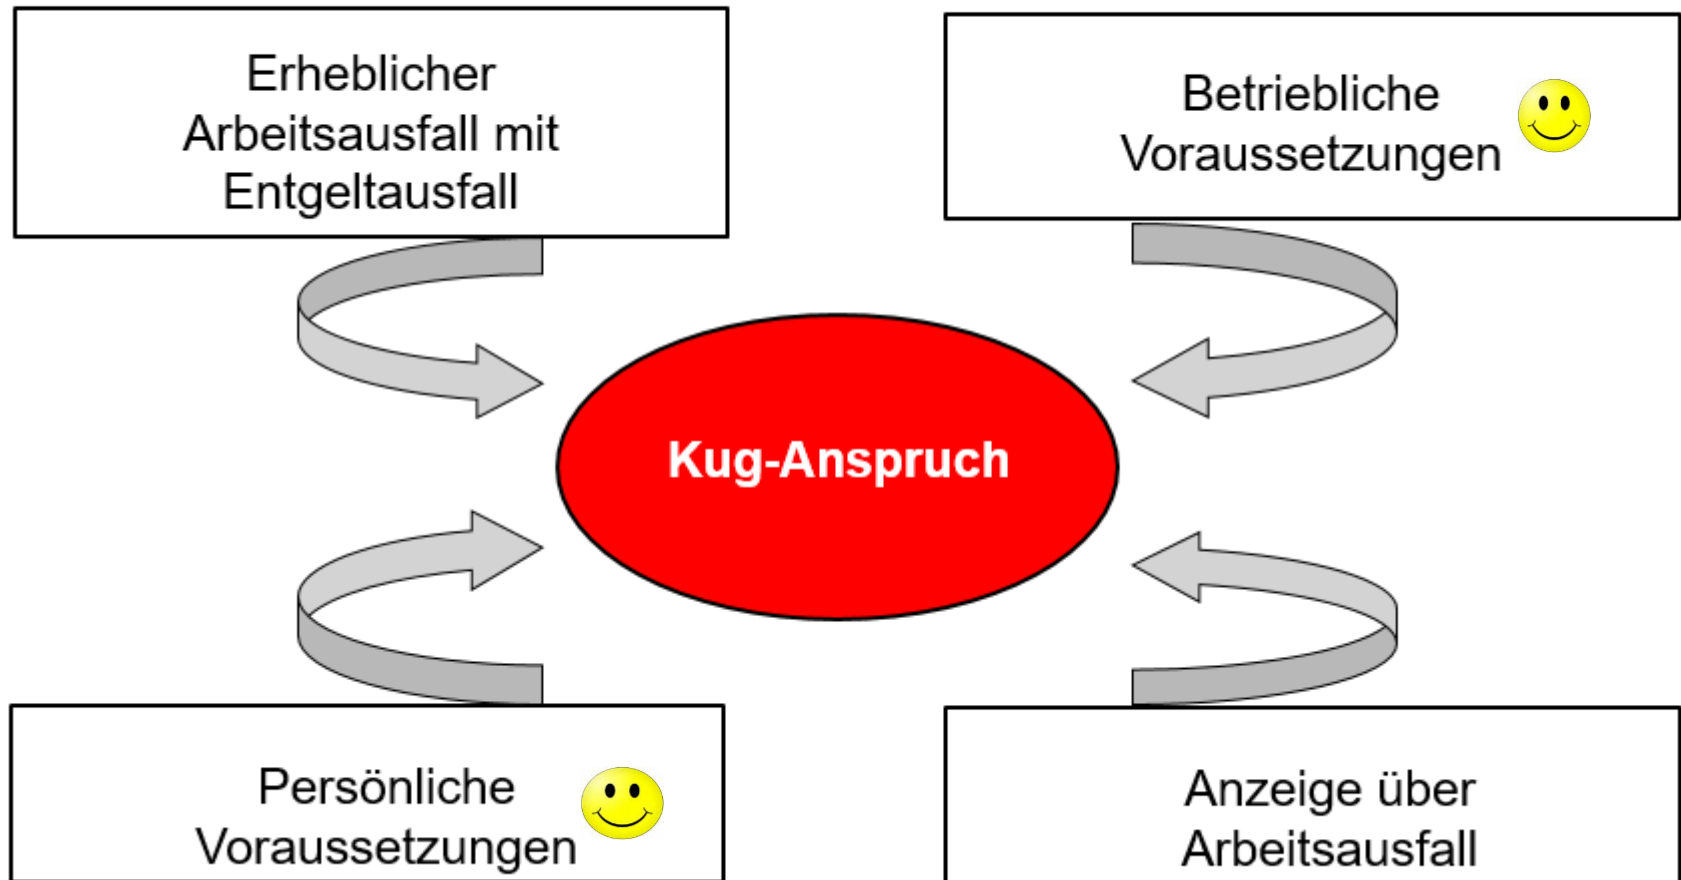 Erheblicher
Arbeitsausfall mit
Entgeltausfall
Betriebliche
Voraussetzungen
Kug-Anspruch
Persönliche
Voraussetzungen
Anzeige über
Arbeitsausfall